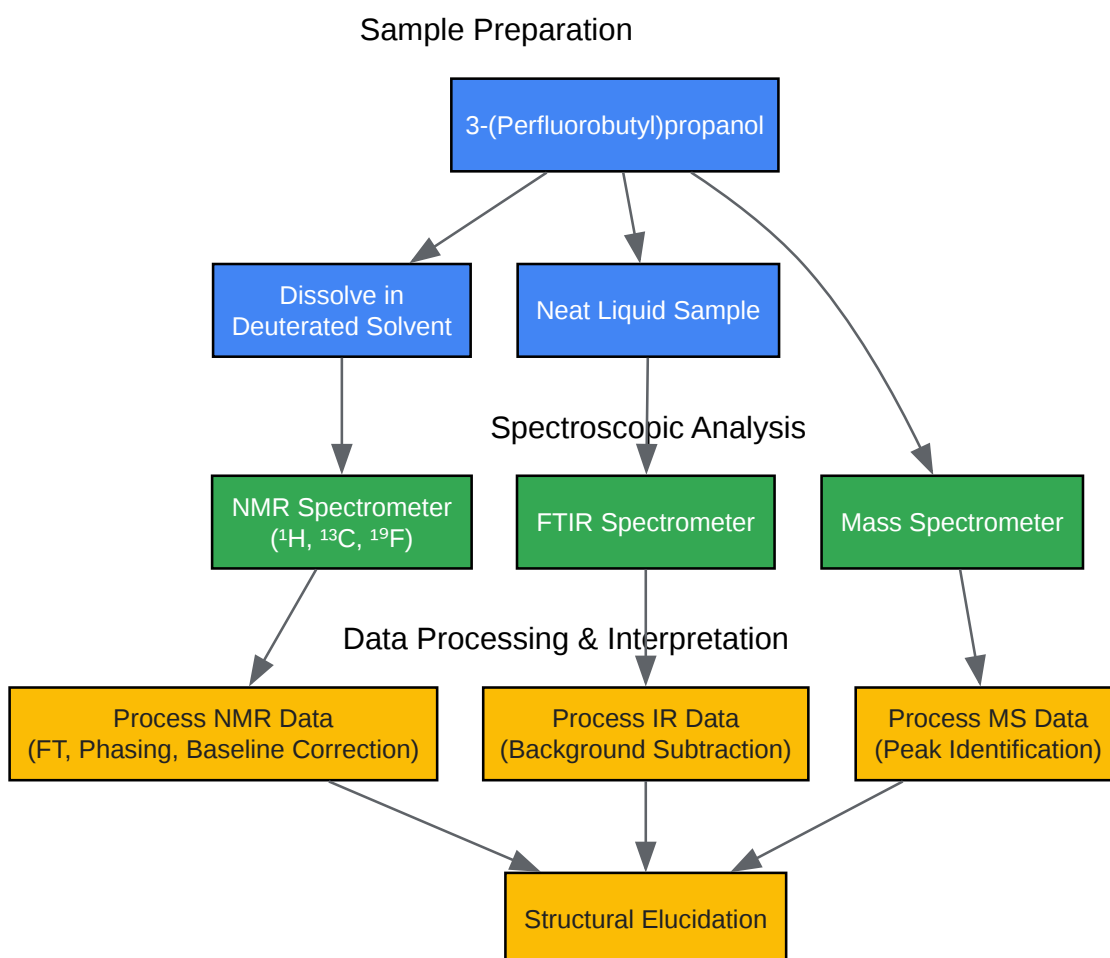 Sample Preparation
3-(Perfluorobutyl)propanol
Dissolve in
Deuterated Solvent
Neat Liquid Sample
Spectroscopic Analysis
NMR Spectrometer
(¹H, ¹³C, ¹⁹F)
FTIR Spectrometer
Mass Spectrometer
Data Processing & Interpretation
Process NMR Data
(FT, Phasing, Baseline Correction)
Process IR Data
(Background Subtraction)
Process MS Data
(Peak Identification)
Structural Elucidation